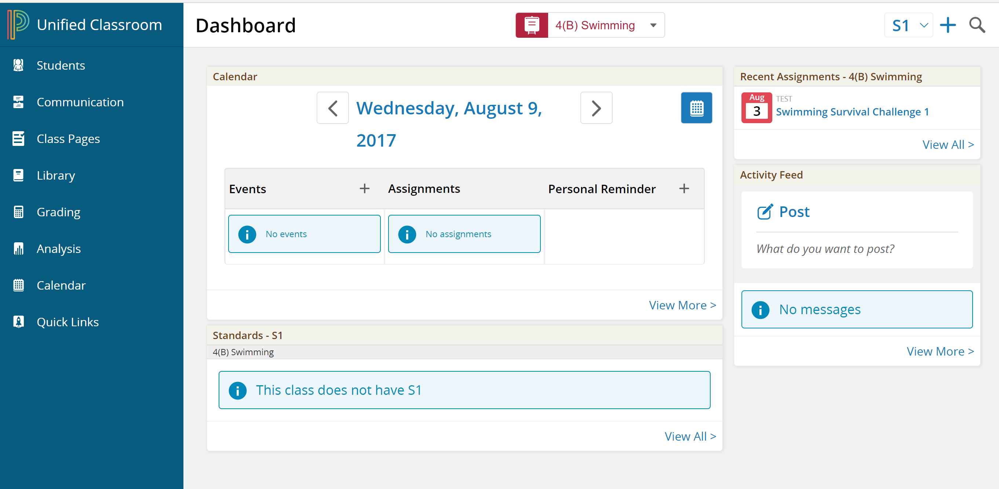 Unified Classroom
Dashboard
4(B) Swimming
S1
Students
Communication
Class Pages
Library
Grading
Analysis
Calendar
Quick Links
Calendar
Wednesday, August 9,
2017
Events
Assignments
Personal Reminder
No events
No assignments
View More >
Standards - S1
4(B) Swimming
This class does not have S1
View All >
Recent Assignments - 4(B) Swimming
Aug
3
TEST
Swimming Survival Challenge 1
View All >
Activity Feed
Post
What do you want to post?
No messages
View More >